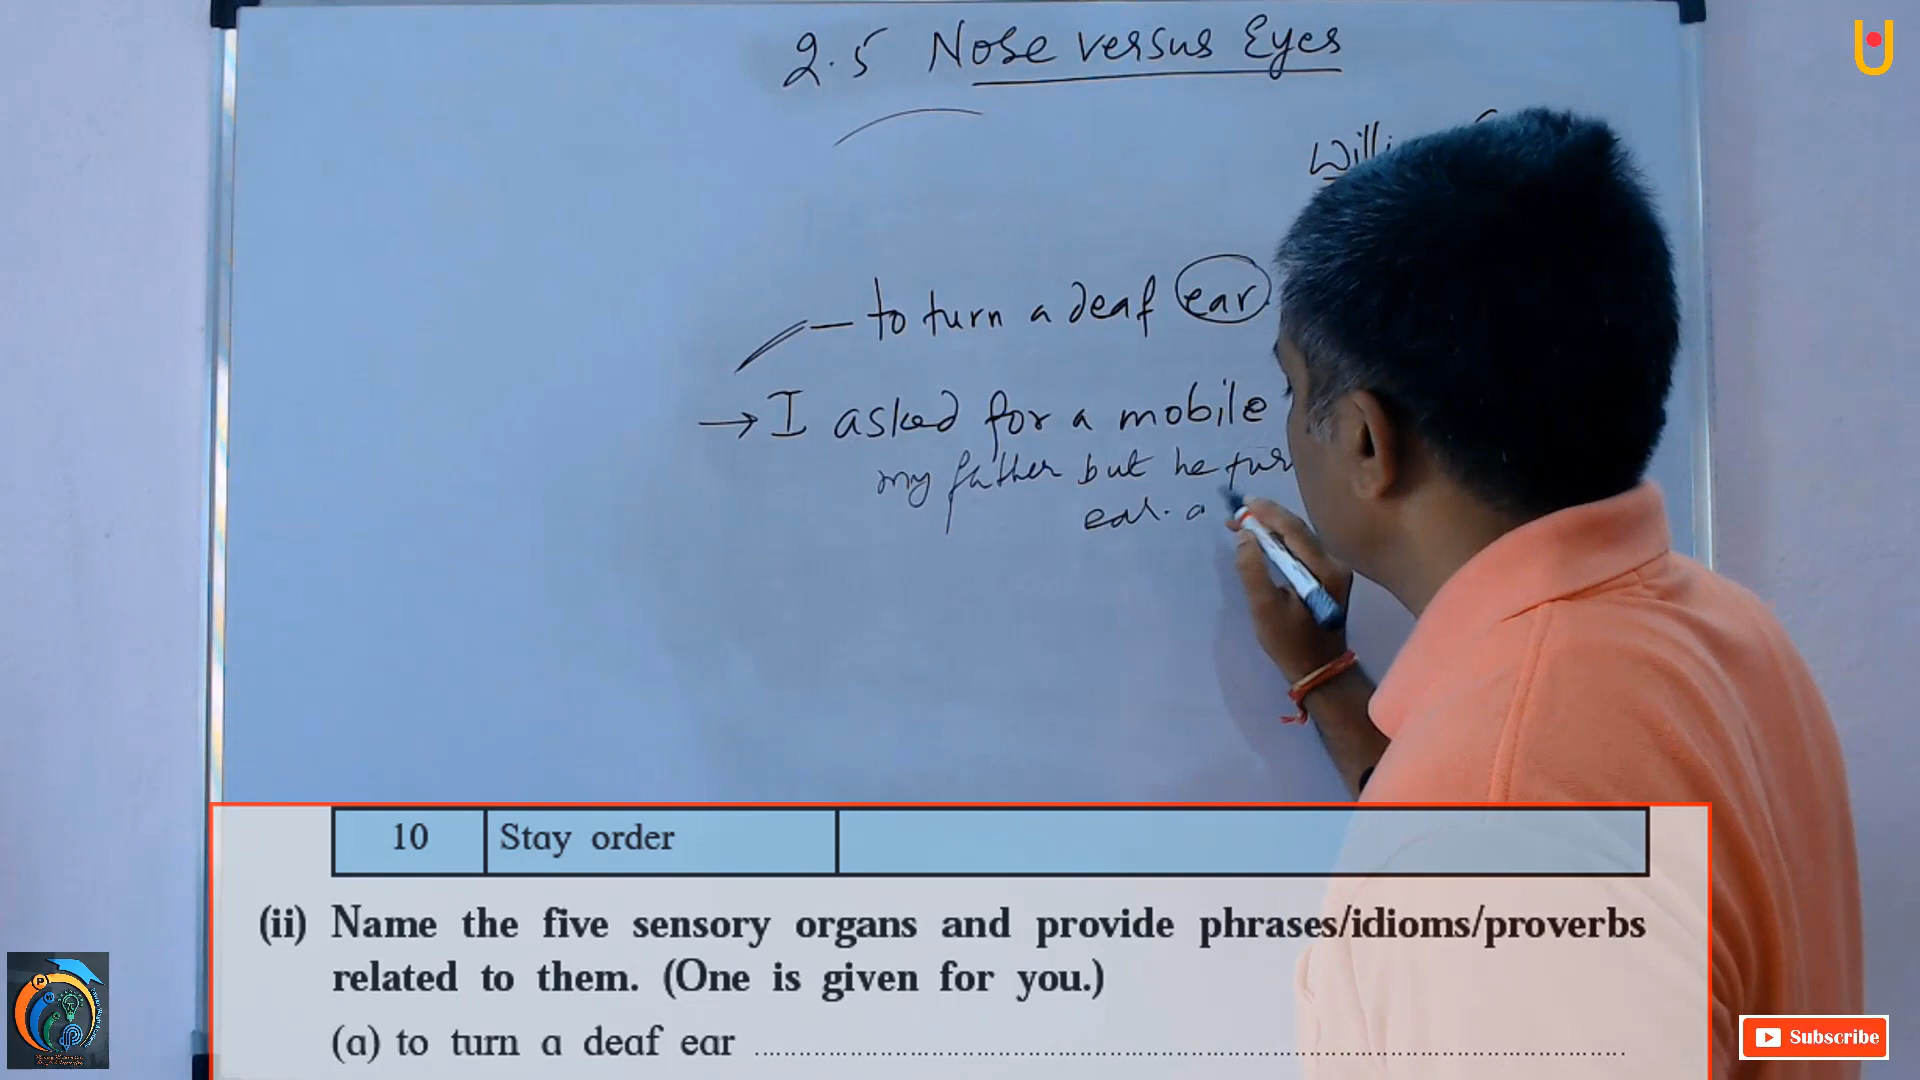 2.5 Nose versus Eyes
Willi
to turn a deaf ear
→ I asked for a mobile
my father but he tur
ear. a
10 Stay order
(ii) Name the five sensory organs and provide phrases/idioms/proverbs
related to them. (One is given for you.)
(a) to turn a deaf ear ........................................................................
Subscribe